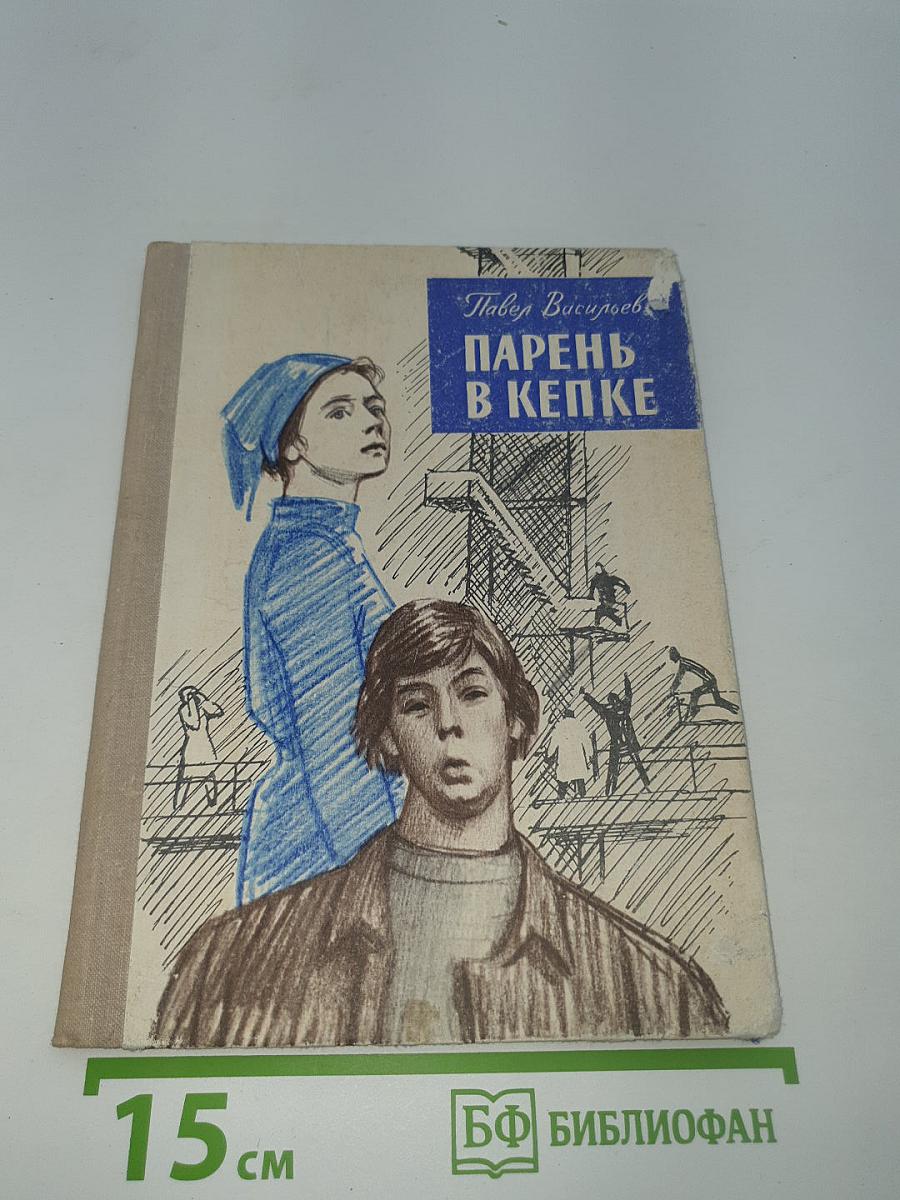 Павел Васильев
ПАРЕНЬ
В КЕПКЕ
15 см
БФ БИБЛИОФАН